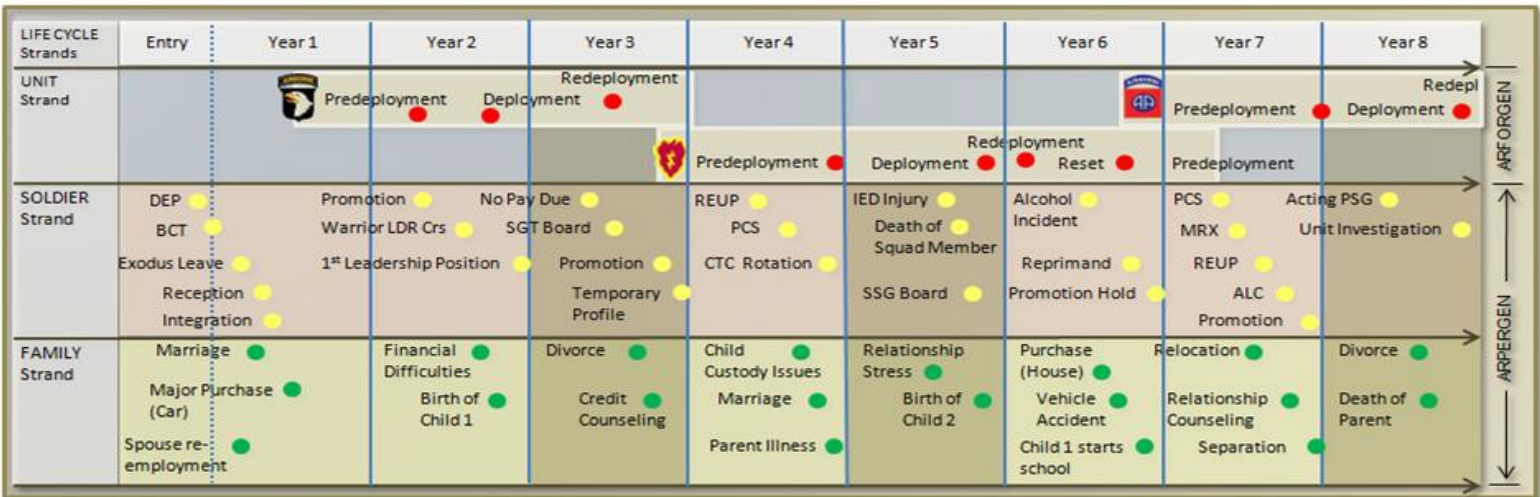 LIFE CYCLE
Strands
Entry
Year 1
Year 2
Year 3
Year 4
Year 5
Year 6
Year 7
Year 8
UNIT
Strand
Predeployment
Deployment
Redeployment
Predeployment
Deployment
Redeployment
Reset
Predeployment
Predeployment
Deployment
Redepl
AA
ARFORGEN
SOLDIER
Strand
DEP
BCT
Exodus Leave
Reception
Integration
Promotion
Warrior LDR Crs
1st Leadership Position
No Pay Due
SGT Board
Promotion
Temporary
Profile
REUP
PCS
CTC Rotation
IED Injury
Death of
Squad Member
SSG Board
Alcohol
Incident
Reprimand
Promotion Hold
PCS
MRX
REUP
ALC
Promotion
Acting PSG
Unit Investigation
ARPERGEN
FAMILY
Strand
Marriage
Major Purchase
(Car)
Spouse re-
employment
Financial
Difficulties
Birth of
Child 1
Divorce
Credit
Counseling
Child
Custody Issues
Marriage
Parent Illness
Relationship
Stress
Birth of
Child 2
Purchase
(House)
Vehicle
Accident
Child 1 starts
school
Relocation
Relationship
Counseling
Separation
Divorce
Death of
Parent